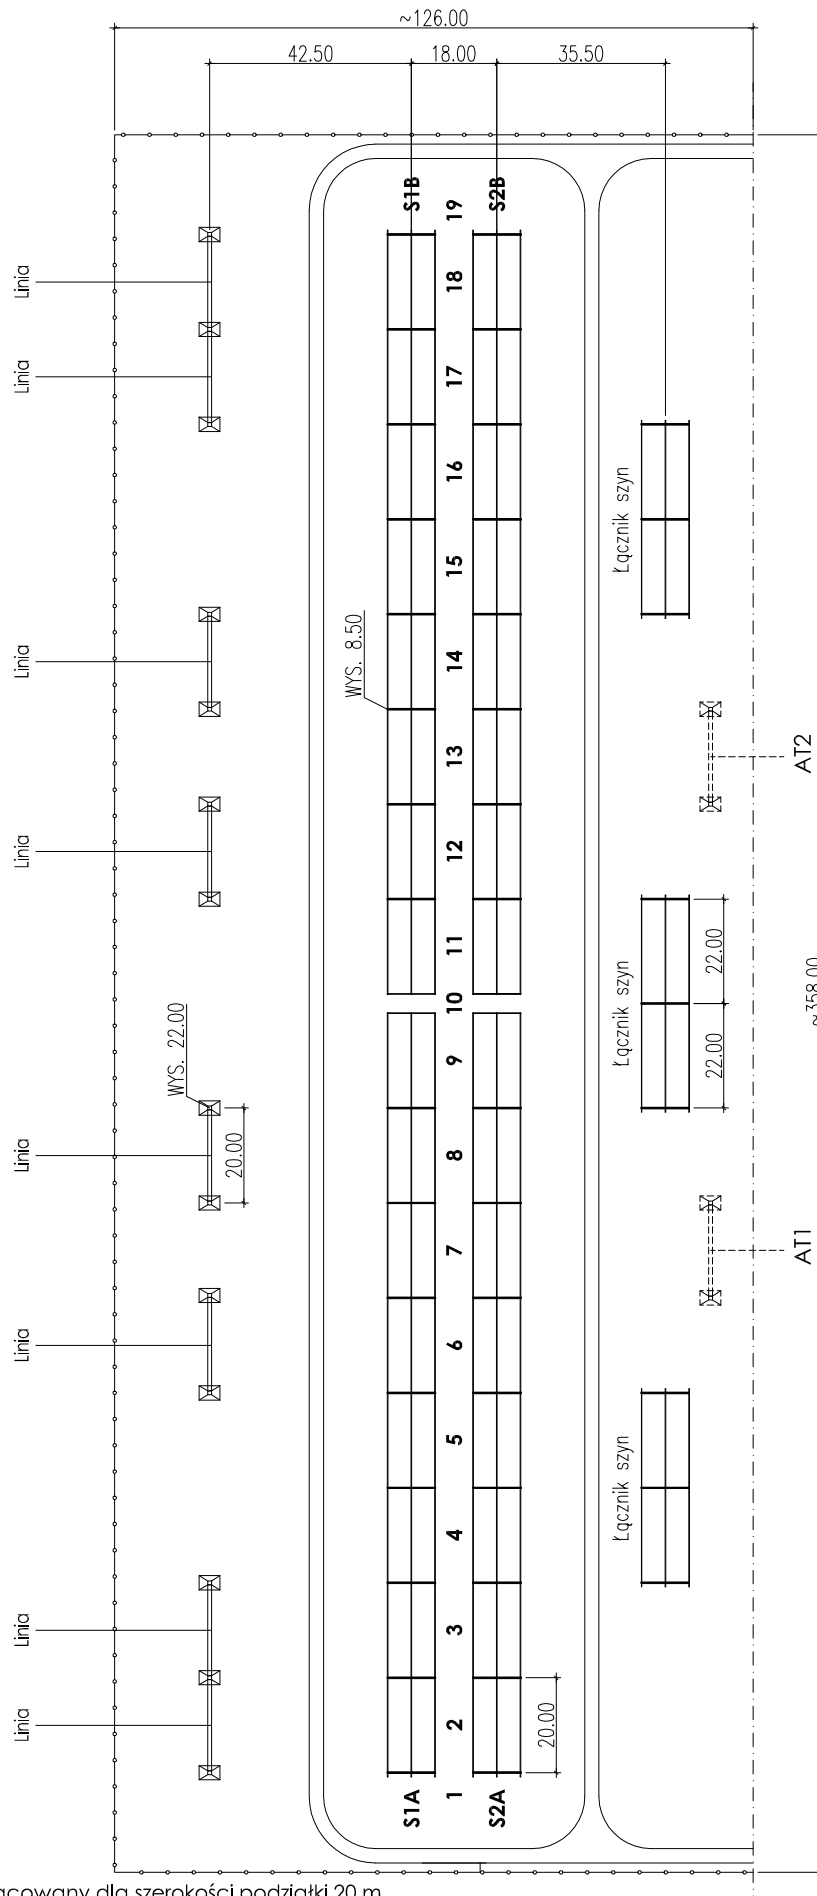 ~126.00
42.50
18.00
35.50
S1B
19
S2B
Linia
18
Linia
17
16
Łącznik szyn
15
WYS. 8.50
Linia
14
13
AT2
Linia
12
11
22.00
~358.00
10
Łącznik szyn
WYS. 22.00
9
22.00
Linia
20.00
8
7
AT1
Linia
6
5
Łącznik szyn
4
Linia
3
Linia
2
20.00
S1A
1
S2A
dla szerokości podziałki 20 m